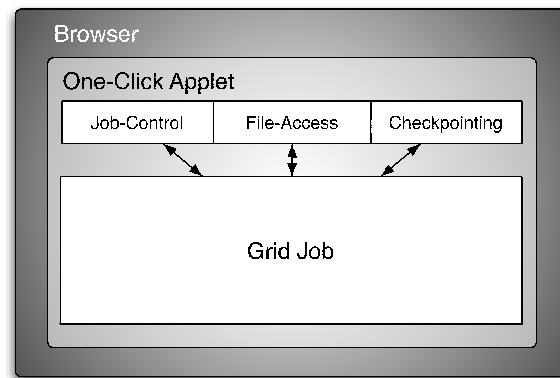 Browser
One-Click Applet
Job-Control File-Access Checkpointing
Grid Job